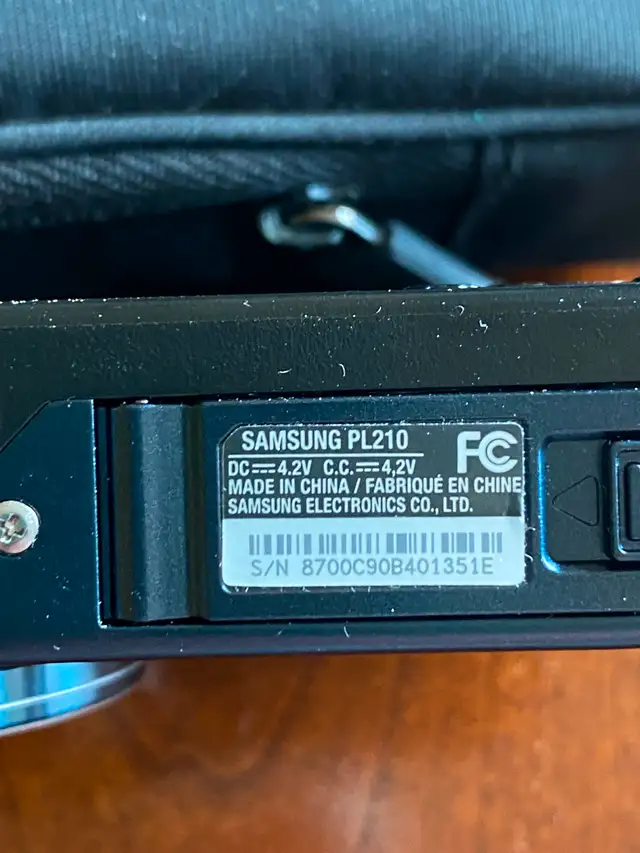 SAMSUNG PL210
FC
DC⎓4.2V C.C.⎓4,2V
MADE IN CHINA / FABRIQUÉ EN CHINE
SAMSUNG ELECTRONICS CO., LTD.
S/N 8700C90B401351E